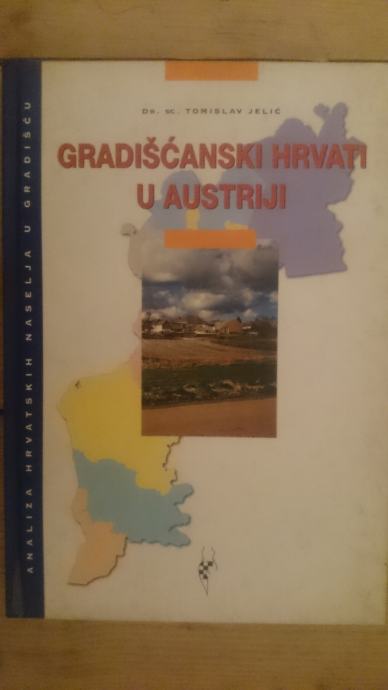 DR. SC. TOMISLAV JELIĆ
GRADIŠĆANSKI HRVATI
U AUSTRIJI
ANALIZA HRVATSKIH NASELJA U GRADIŠĆU